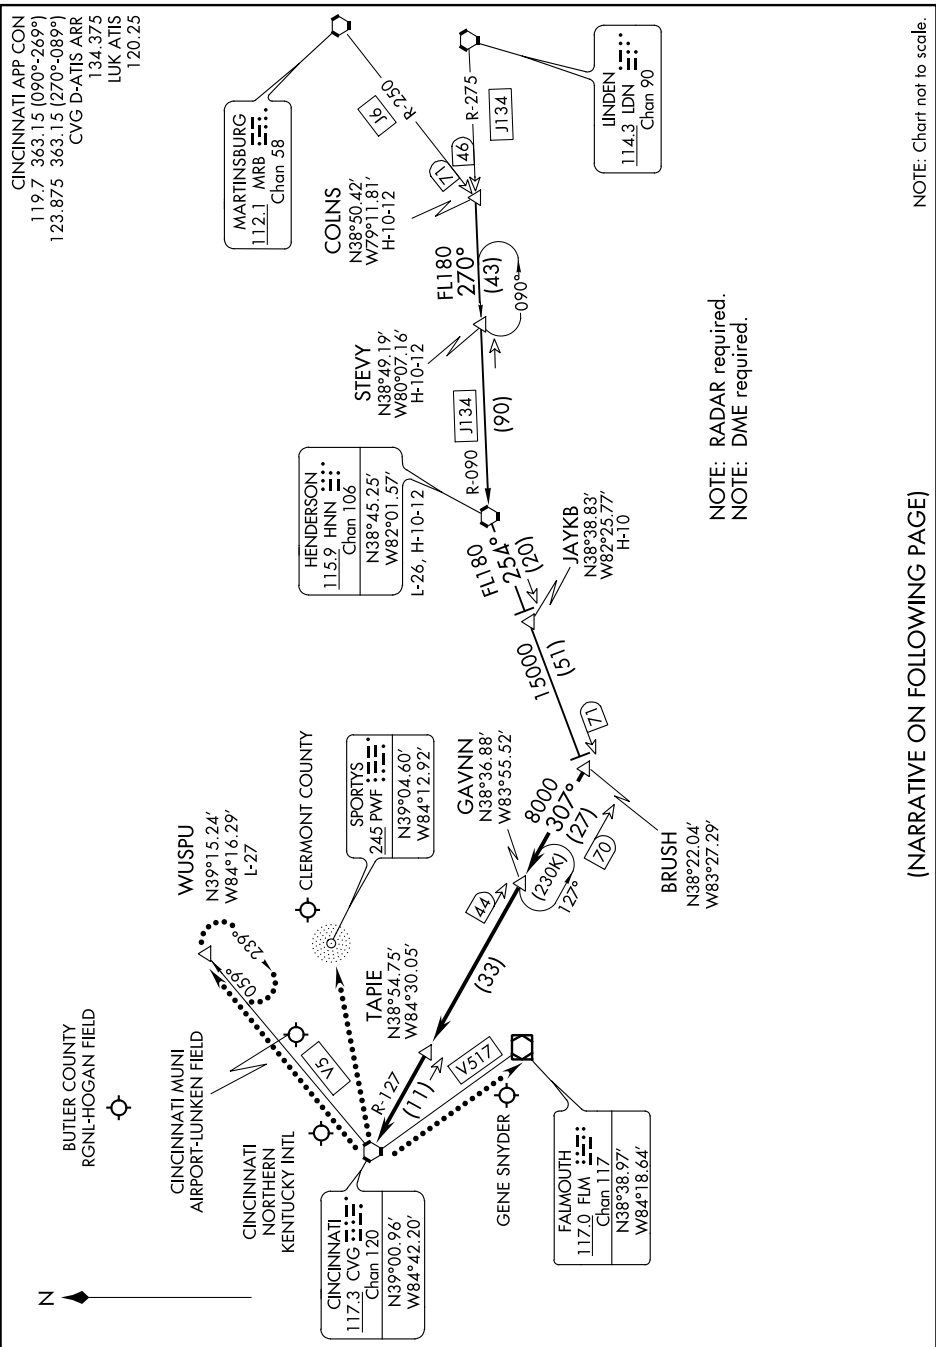 CINCINNATI APP CON
119.7 363.15 (090°-269°)
123.875 363.15 (270°-089°)
CVG D-ATIS ARR
134.375
LUK ATIS
120.25
MARTINSBURG
112.1 MRB
Chan 58
R-250
J6
71
LINDEN
114.3 LDN
Chan 90
R-275
J134
46
COLNS
N38°50.42'
W79°11.81'
H-10-12
FL180
270°
(43)
090°
STEVY
N38°49.19'
W80°07.16'
H-10-12
J134
R-090
(90)
HENDERSON
115.9 HNN
Chan 106
N38°45.25'
W82°01.57'
L-26, H-10-12
FL180
254°
(20)
JAYKB
N38°38.83'
W82°25.77'
H-10
15000
(51)
71
BRUSH
N38°22.04'
W83°27.29'
8000
307°
(27)
70
GAVNN
N38°36.88'
W83°55.52'
(230K)
127°
44
(33)
TAPIE
N38°54.75'
W84°30.05'
R-127
(11)
V517
SPORTYS
245 PWF
N39°04.60'
W84°12.92'
CLERMONT COUNTY
WUSPU
N39°15.24'
W84°16.29'
L-27
239°
059°
V5
BUTLER COUNTY
RGNL-HOGAN FIELD
CINCINNATI MUNI
AIRPORT-LUNKEN FIELD
CINCINNATI
NORTHERN
KENTUCKY INTL
CINCINNATI
117.3 CVG
Chan 120
N39°00.96'
W84°42.20'
GENE SNYDER
FALMOUTH
117.0 FLM
Chan 117
N38°38.97'
W84°18.64'
N
NOTE: RADAR required.
NOTE: DME required.
(NARRATIVE ON FOLLOWING PAGE)
NOTE: Chart not to scale.